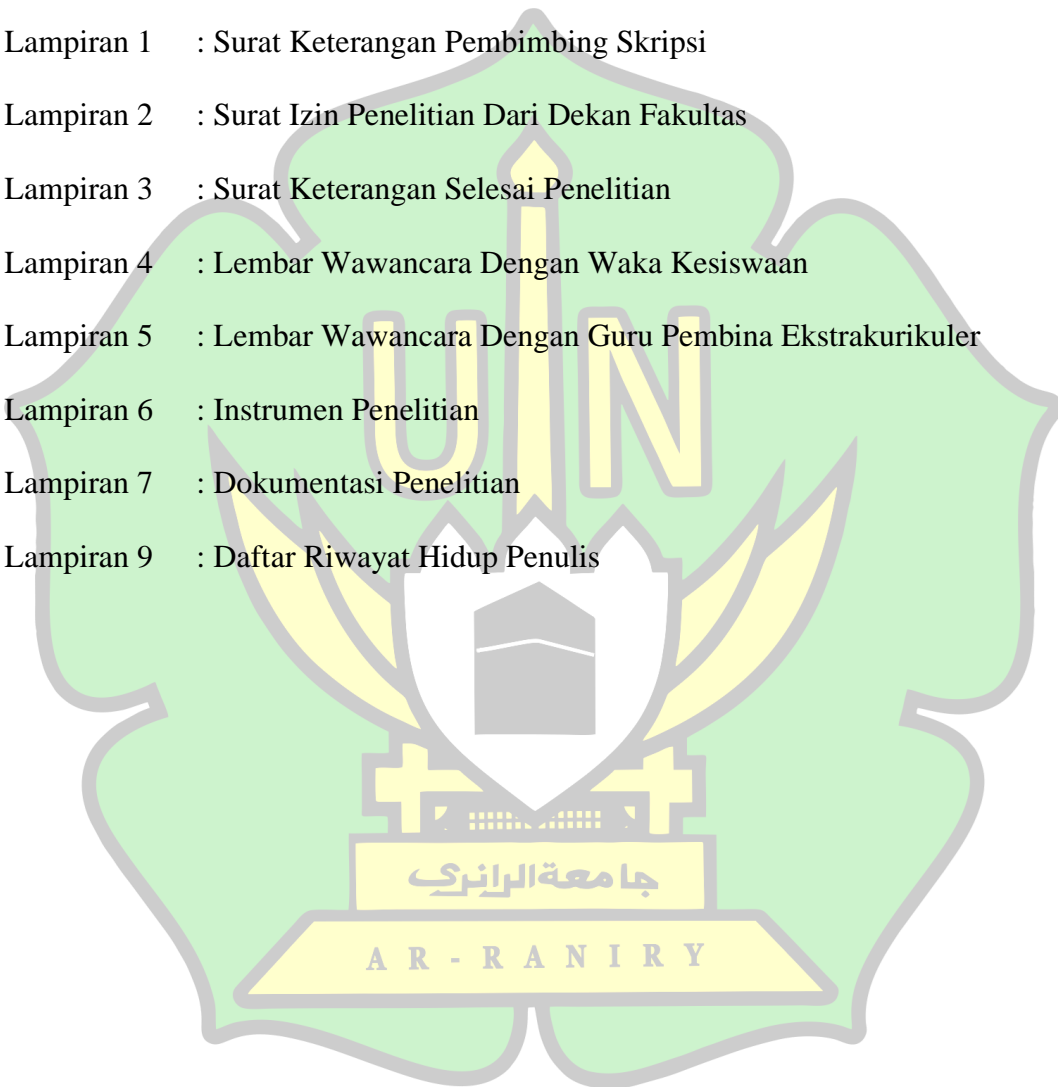 Lampiran 1 : Surat Keterangan Pembimbing Skripsi
Lampiran 2 : Surat Izin Penelitian Dari Dekan Fakultas
Lampiran 3 : Surat Keterangan Selesai Penelitian
Lampiran 4 : Lembar Wawancara Dengan Waka Kesiswaan
Lampiran 5 : Lembar Wawancara Dengan Guru Pembina Ekstrakurikuler
Lampiran 6 : Instrumen Penelitian
Lampiran 7 : Dokumentasi Penelitian
Lampiran 9 : Daftar Riwayat Hidup Penulis
UIN
جامعة الرانري
AR-RANIRY